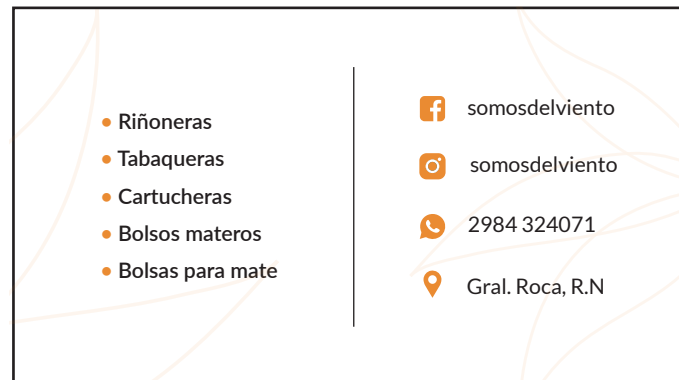 • Riñoneras
• Tabaqueras
• Cartucheras
• Bolsos materos
• Bolsas para mate
somosdelviento
somosdelviento
2984 324071
Gral. Roca, R.N